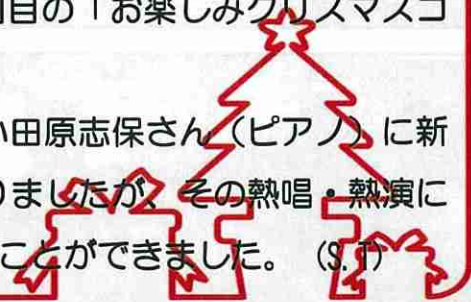 回目の「お楽しみクリスマスコ
小田原志保さん（ピアノ）に新
りましたが、その熱唱・熱演に
ことができました。（S.T）